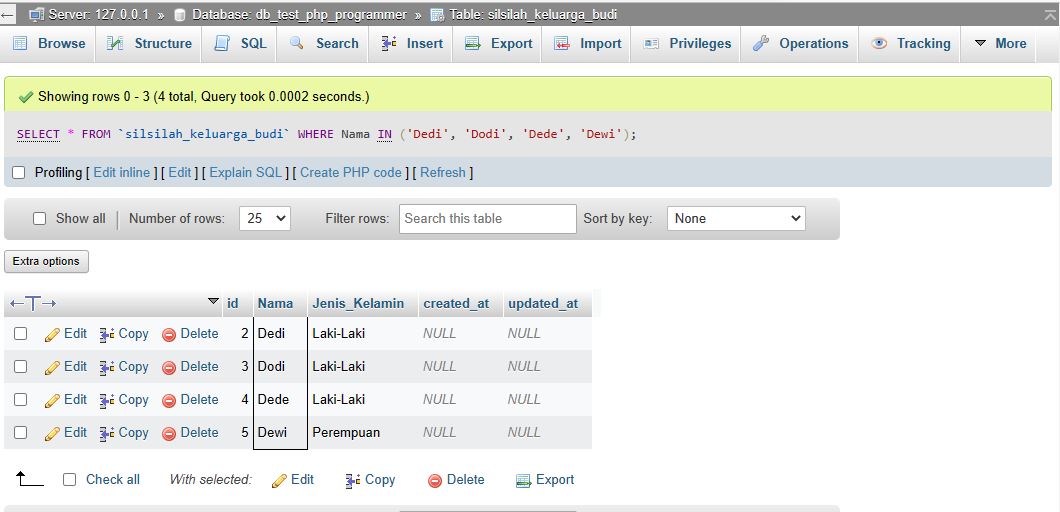 Server: 127.0.0.1 » Database: db_test_php_programmer » Table: silsilah_keluarga_budi
Browse Structure SQL Search Insert Export Import Privileges Operations Tracking More
Showing rows 0 - 3 (4 total, Query took 0.0002 seconds.)
SELECT * FROM `silsilah_keluarga_budi` WHERE Nama IN ('Dedi', 'Dodi', 'Dede', 'Dewi');
Profiling [ Edit inline ] [ Edit ] [ Explain SQL ] [ Create PHP code ] [ Refresh ]
Show all | Number of rows: 25 Filter rows: Search this table Sort by key: None
Extra options
←T→ id Nama Jenis_Kelamin created_at updated_at
Edit Copy Delete 2 Dedi Laki-Laki NULL NULL
Edit Copy Delete 3 Dodi Laki-Laki NULL NULL
Edit Copy Delete 4 Dede Laki-Laki NULL NULL
Edit Copy Delete 5 Dewi Perempuan NULL NULL
Check all With selected: Edit Copy Delete Export